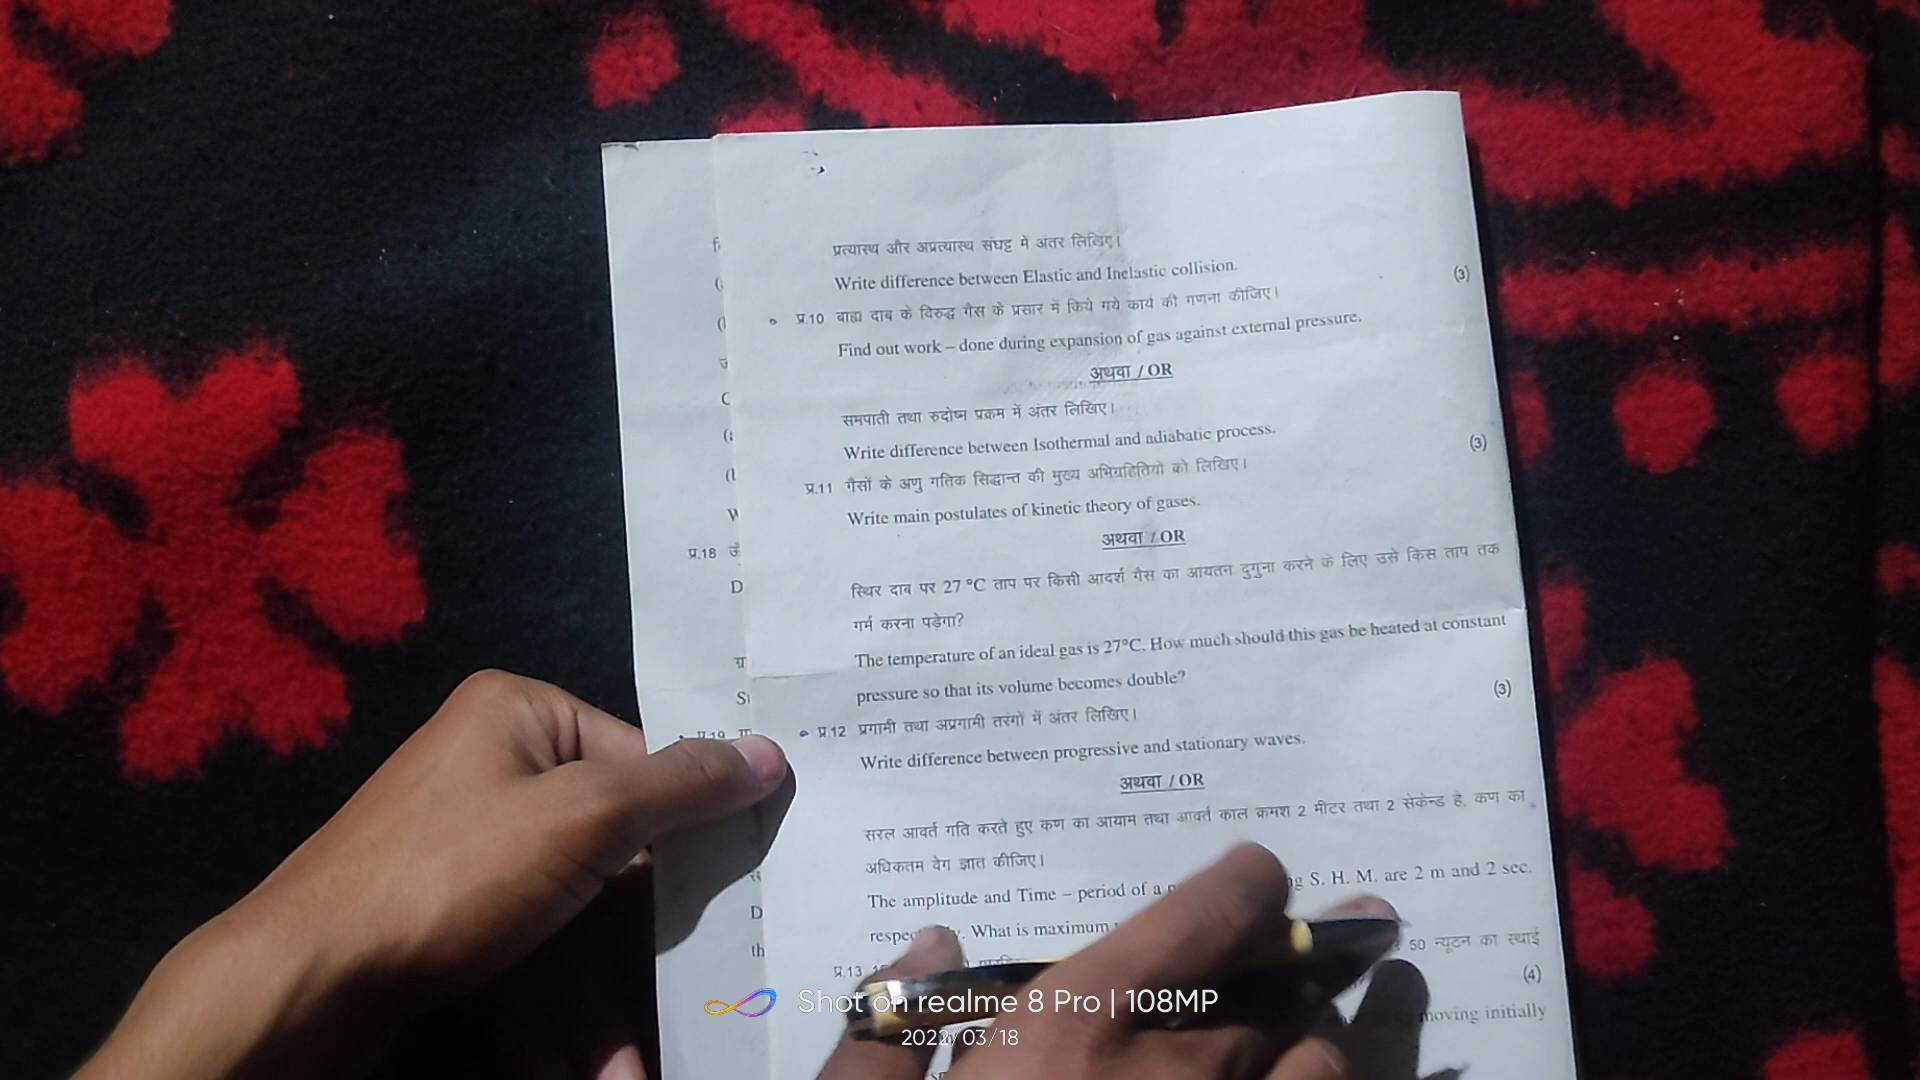 प्रत्यास्थ और अप्रत्यास्थ संघट्ट में अंतर लिखिए।
Write difference between Elastic and Inelastic collision.
प्र.10 बाह्य दाब के विरुद्ध गैस के प्रसार में किये गये कार्य की गणना कीजिए। (3)
Find out work – done during expansion of gas against external pressure.
अथवा / OR
समपाती तथा रुदोष्म प्रक्रम में अंतर लिखिए।
Write difference between Isothermal and adiabatic process.
प्र.11 गैसों के अणु गतिक सिद्धान्त की मुख्य अभिग्रहितियों को लिखिए। (3)
Write main postulates of kinetic theory of gases.
अथवा / OR
स्थिर दाब पर 27 °C ताप पर किसी आदर्श गैस का आयतन दुगुना करने के लिए उसे किस ताप तक
गर्म करना पड़ेगा?
The temperature of an ideal gas is 27°C. How much should this gas be heated at constant
pressure so that its volume becomes double?
प्र.12 प्रगामी तथा अप्रगामी तरंगों में अंतर लिखिए। (3)
Write difference between progressive and stationary waves.
अथवा / OR
सरल आवर्त गति करते हुए कण का आयाम तथा आवर्त काल क्रमश 2 मीटर तथा 2 सेकेन्ड है, कण का
अधिकतम वेग ज्ञात कीजिए।
The amplitude and Time – period of a S. H. M. are 2 m and 2 sec.
What is maximum
प्र.13 50 न्यूटन का स्थाई
(4)
moving initially
प्र.18
D
th
Shot on realme 8 Pro | 108MP
2022/03/18